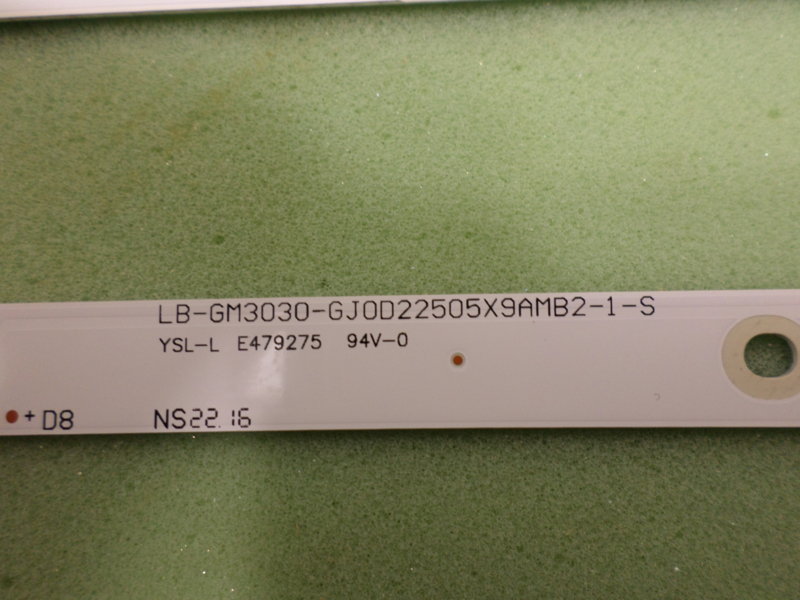 LB-GM3030-GJ0D22505X9AMB2-1-S
YSL-L E479275 94V-0
+ D8 NS22.16